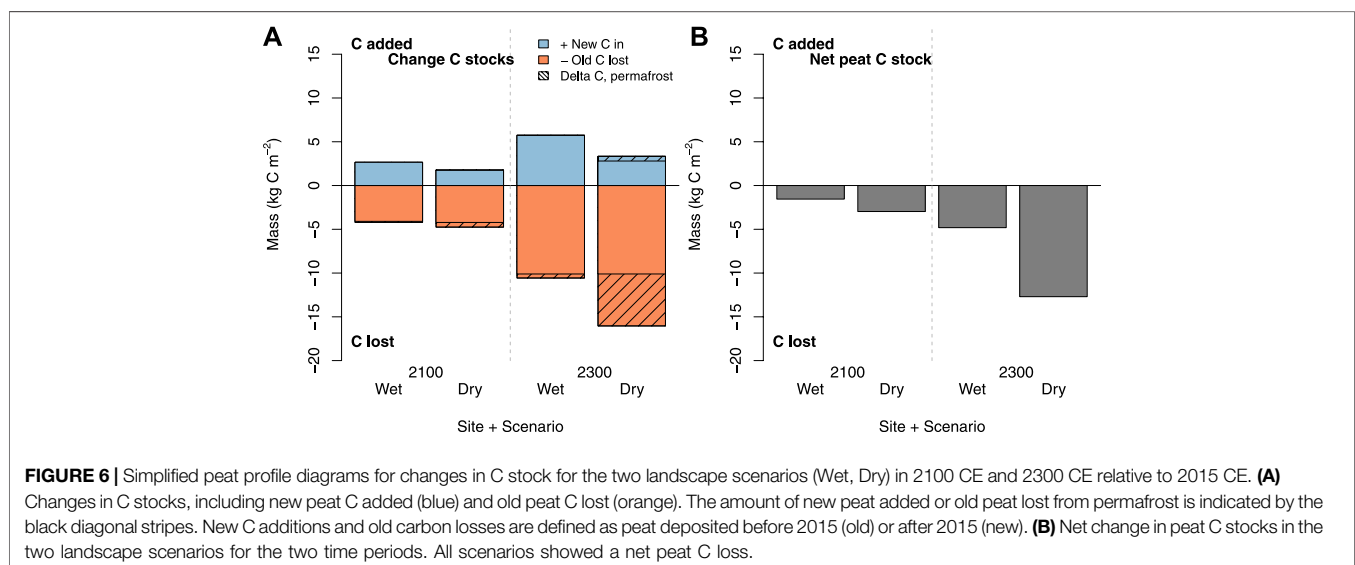 A
C added
Change C stocks
+ New C in
− Old C lost
Delta C, permafrost
15
10
5
0
−5
−10
−15
−20
Mass (kg C m−2)
C lost
2100
2300
Wet
Dry
Wet
Dry
Site + Scenario
B
C added
Net peat C stock
15
10
5
0
−5
−10
−15
−20
Mass (kg C m−2)
C lost
2100
2300
Wet
Dry
Wet
Dry
Site + Scenario
FIGURE 6 | Simplified peat profile diagrams for changes in C stock for the two landscape scenarios (Wet, Dry) in 2100 CE and 2300 CE relative to 2015 CE. (A)
Changes in C stocks, including new peat C added (blue) and old peat C lost (orange). The amount of new peat added or old peat lost from permafrost is indicated by the
black diagonal stripes. New C additions and old carbon losses are defined as peat deposited before 2015 (old) or after 2015 (new). (B) Net change in peat C stocks in the
two landscape scenarios for the two time periods. All scenarios showed a net peat C loss.